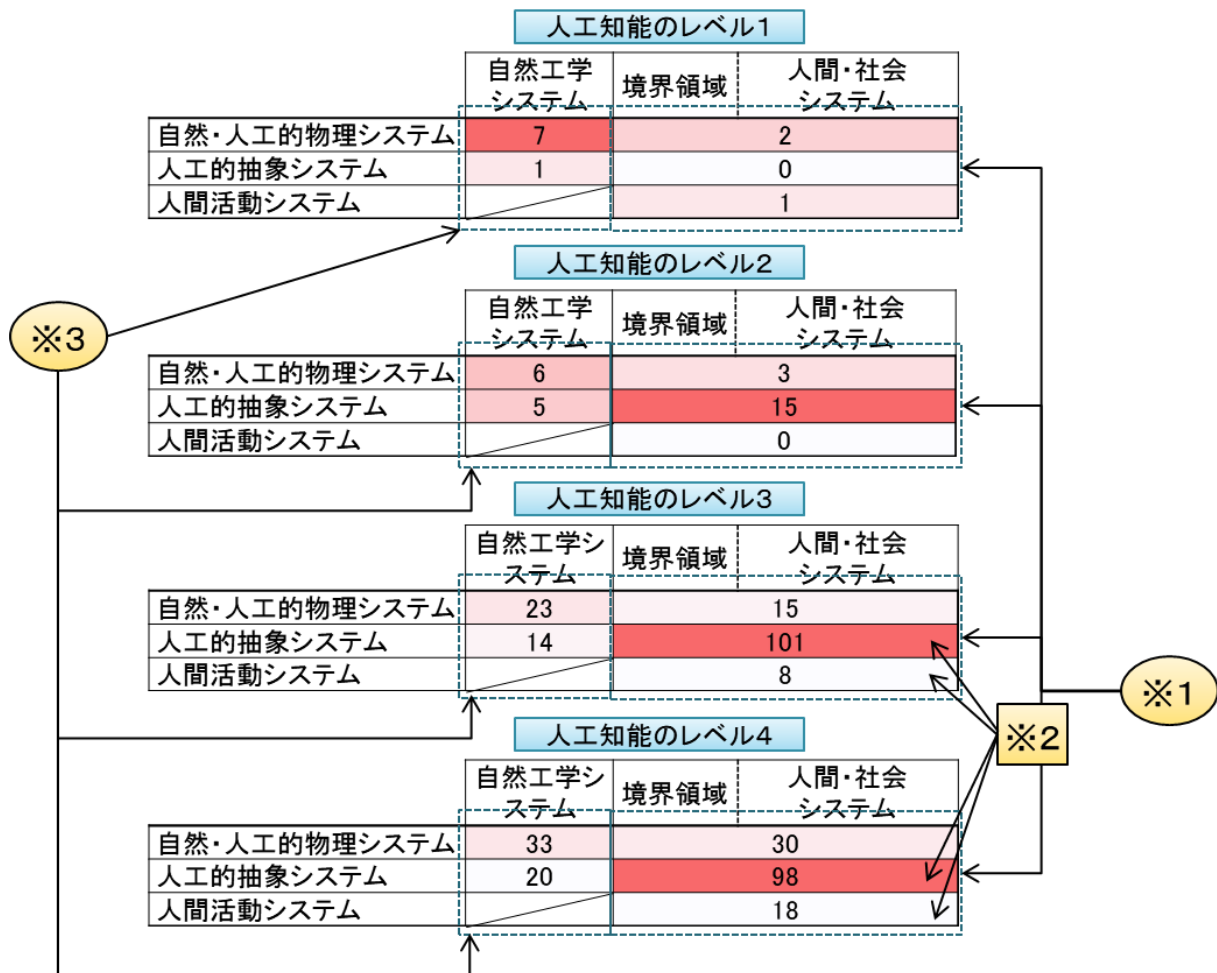 人工知能のレベル1
自然工学
システム
境界領域
人間・社会
システム
自然・人工的物理システム 7 2
人工的抽象システム 1 0
人間活動システム 1
人工知能のレベル2
自然工学
システム
境界領域
人間・社会
システム
※3
自然・人工的物理システム 6 3
人工的抽象システム 5 15
人間活動システム 0
人工知能のレベル3
自然工学シ
ステム
境界領域
人間・社会
システム
自然・人工的物理システム 23 15
人工的抽象システム 14 101
人間活動システム 8
※1
※2
人工知能のレベル4
自然工学シ
ステム
境界領域
人間・社会
システム
自然・人工的物理システム 33 30
人工的抽象システム 20 98
人間活動システム 18